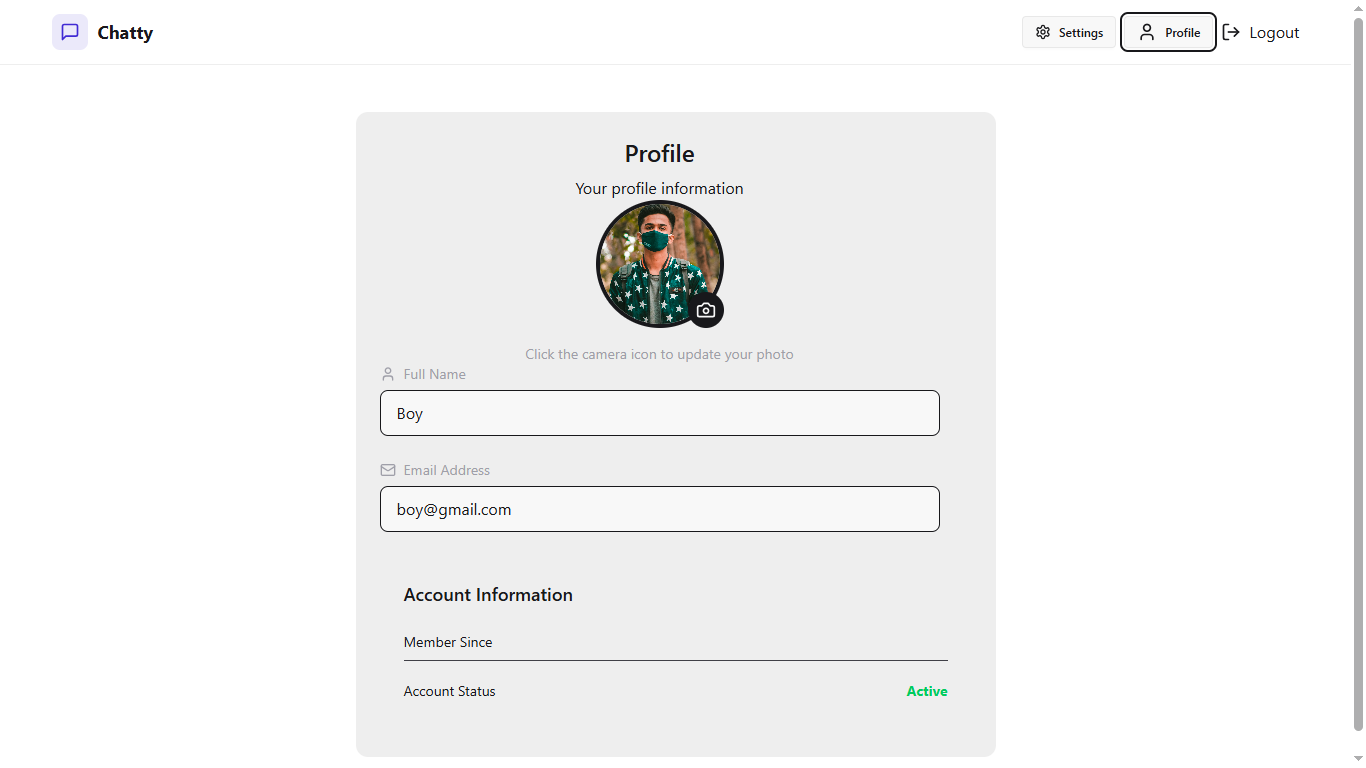 Chatty
Settings
Profile
Logout
Profile
Your profile information
Click the camera icon to update your photo
Full Name
Boy
Email Address
boy@gmail.com
Account Information
Member Since
Account Status Active